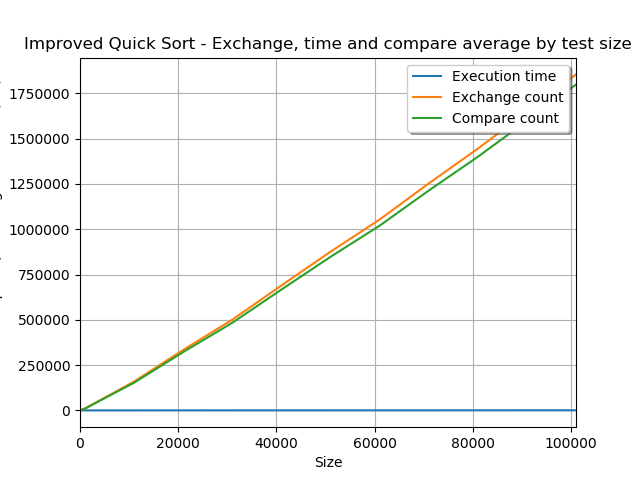 Improved Quick Sort - Exchange, time and compare average by test size
Execution time
Exchange count
Compare count
1750000
1500000
1250000
1000000
750000
500000
250000
0
0 20000 40000 60000 80000 100000
Size